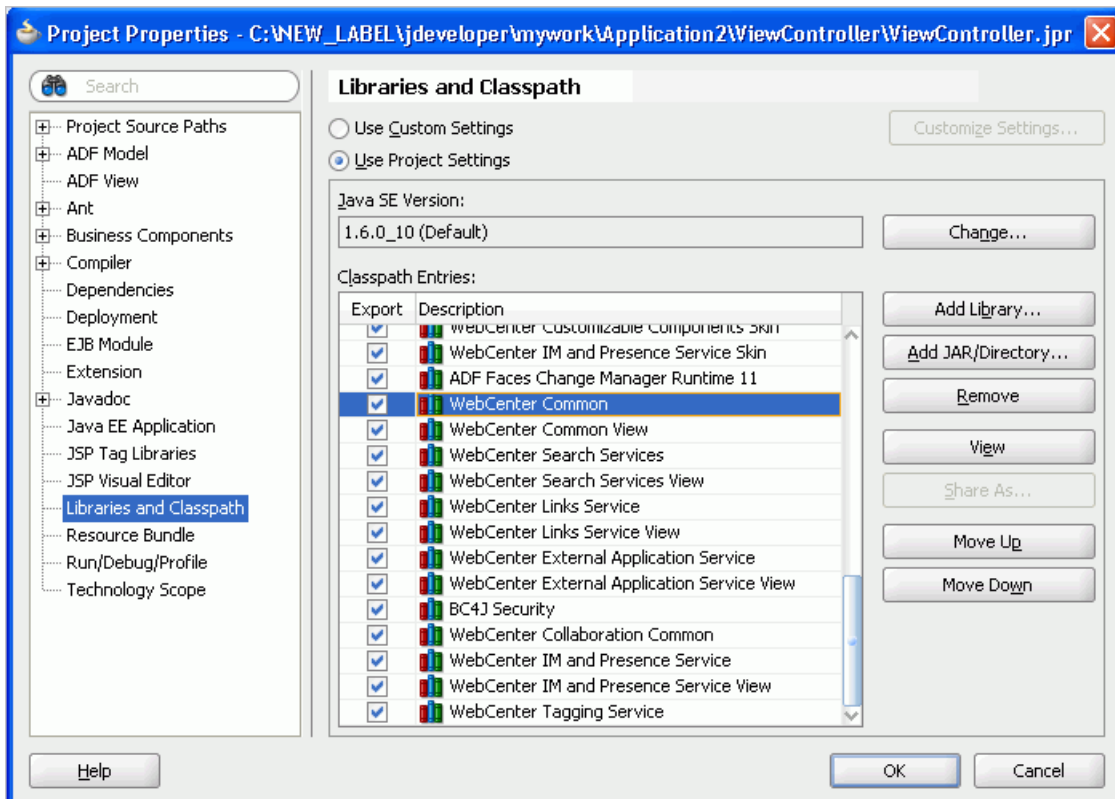 Project Properties - C:\NEW_LABEL\jdeveloper\mywork\Application2\ViewController\ViewController.jpr
Search
Project Source Paths
ADF Model
ADF View
Ant
Business Components
Compiler
Dependencies
Deployment
EJB Module
Extension
Javadoc
Java EE Application
JSP Tag Libraries
JSP Visual Editor
Libraries and Classpath
Resource Bundle
Run/Debug/Profile
Technology Scope
Libraries and Classpath
Use Custom Settings
Customize Settings...
Use Project Settings
Java SE Version:
1.6.0_10 (Default)
Change...
Classpath Entries:
Export Description
WebCenter Customizable Components Skin
WebCenter IM and Presence Service Skin
ADF Faces Change Manager Runtime 11
WebCenter Common
WebCenter Common View
WebCenter Search Services
WebCenter Search Services View
WebCenter Links Service
WebCenter Links Service View
WebCenter External Application Service
WebCenter External Application Service View
BC4J Security
WebCenter Collaboration Common
WebCenter IM and Presence Service
WebCenter IM and Presence Service View
WebCenter Tagging Service
Add Library...
Add JAR/Directory...
Remove
View
Share As...
Move Up
Move Down
Help
OK
Cancel